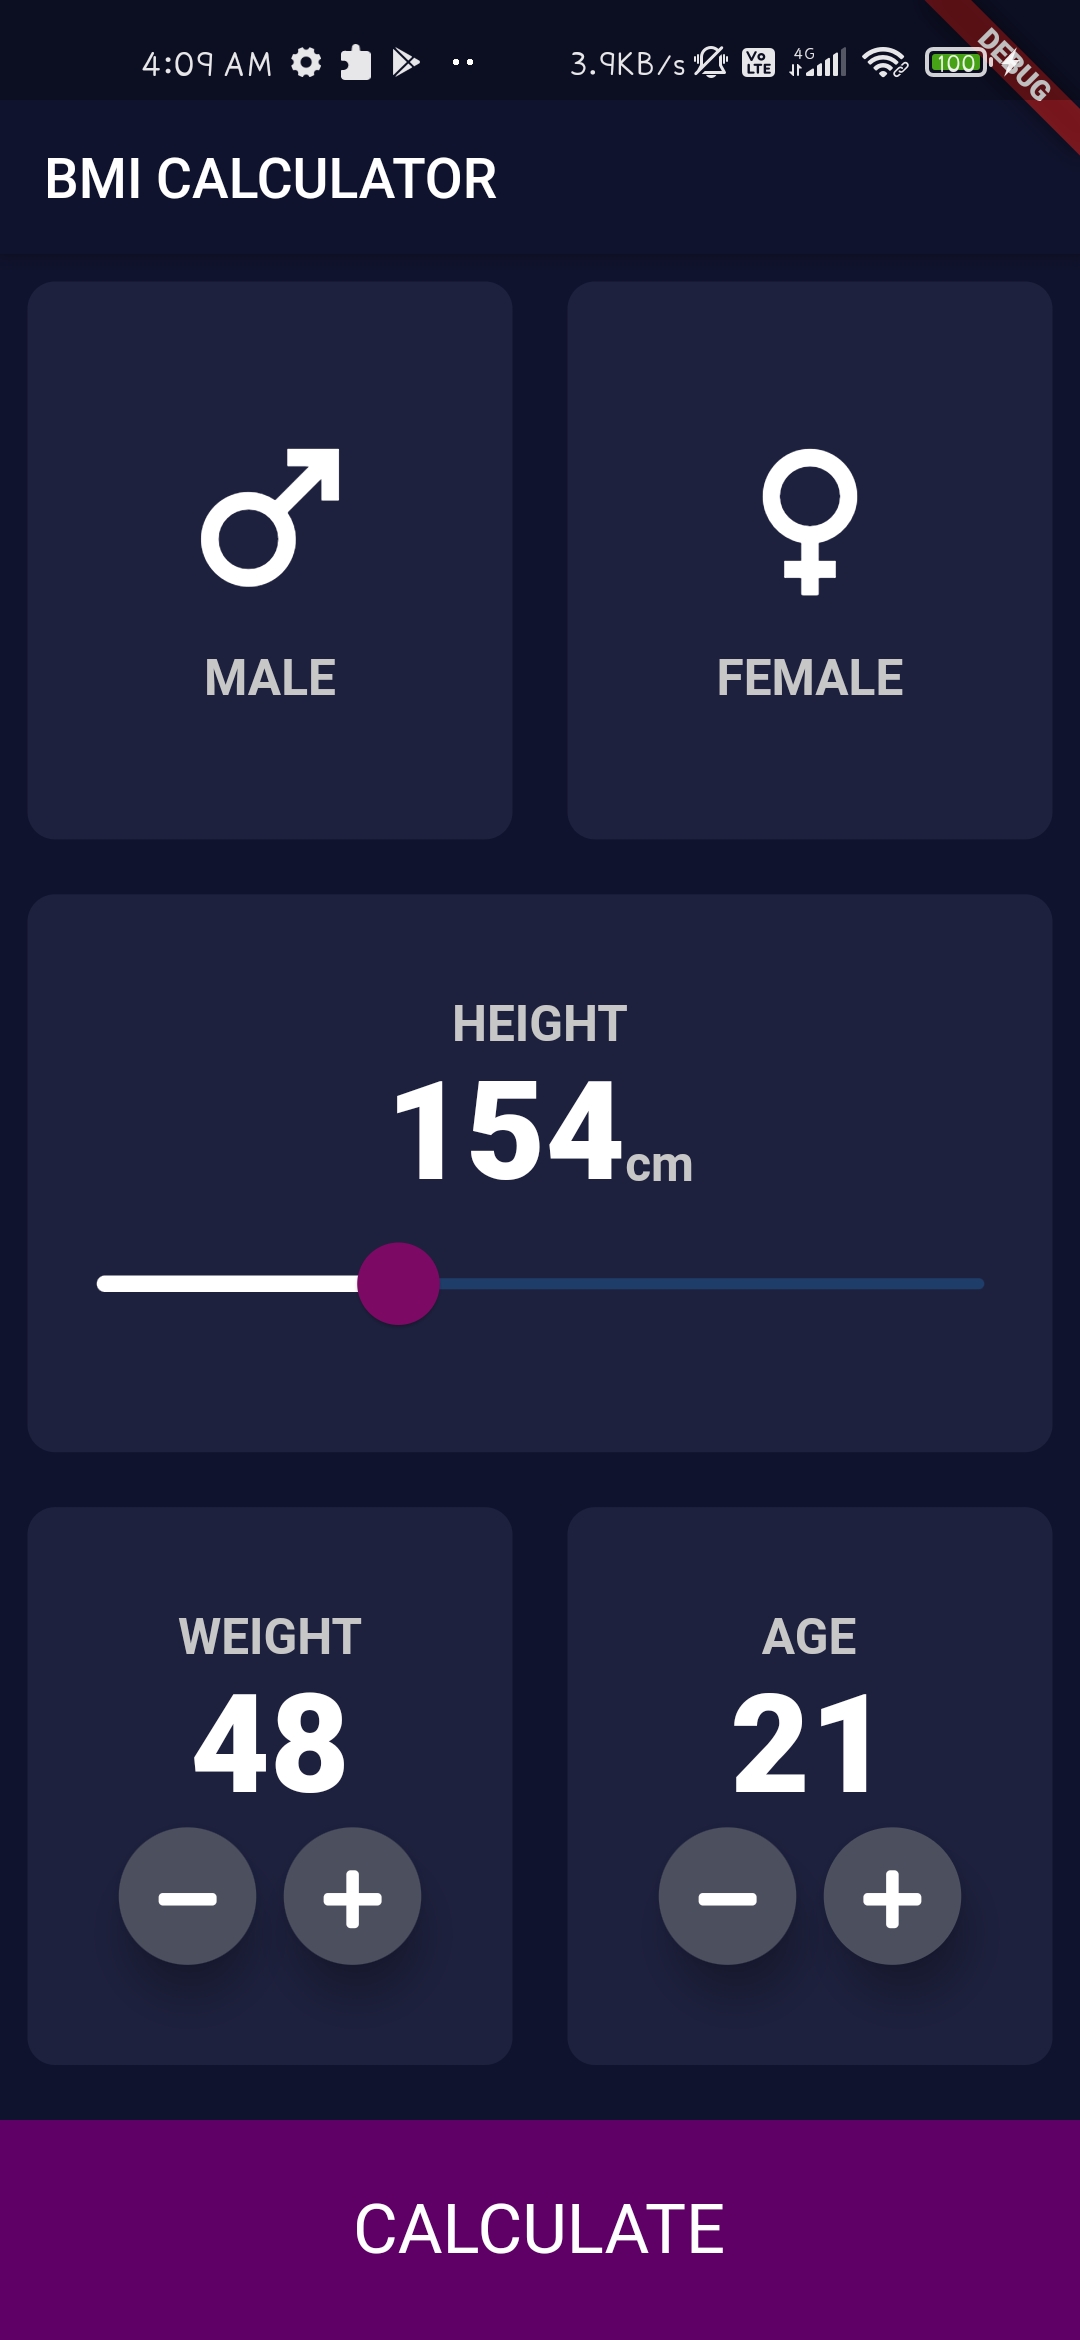 4:09 AM 3.9KB/s Vo LTE 4G 100
DEBUG
BMI CALCULATOR
MALE
FEMALE
HEIGHT
154cm
WEIGHT
AGE
48
21
CALCULATE